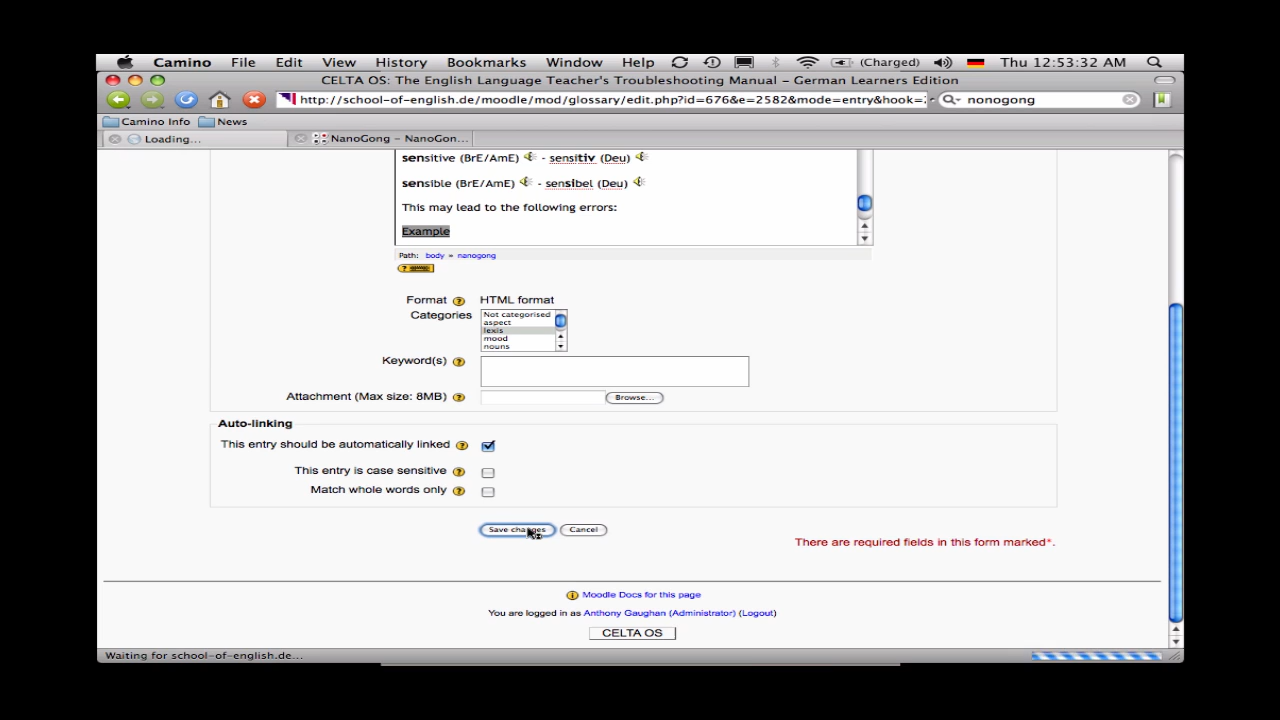 Camino File Edit View History Bookmarks Window Help (Charged) Thu 12:53:32 AM
CELTA OS: The English Language Teacher's Troubleshooting Manual – German Learners Edition
http://school-of-english.de/moodle/mod/glossary/edit.php?id=676&e=2582&mode=entry&hook= nonogong
Camino Info News
Loading... NanoGong – NanoGon...
sensitive (BrE/AmE) - sensitiv (Deu)
sensible (BrE/AmE) - sensibel (Deu)
This may lead to the following errors:
Example
Path: body » nanogong
Format HTML format
Categories Not categorised
aspect
lexis
mood
nouns
Keyword(s)
Attachment (Max size: 8MB) Browse...
Auto-linking
This entry should be automatically linked
This entry is case sensitive
Match whole words only
Save changes Cancel
There are required fields in this form marked*.
Moodle Docs for this page
You are logged in as Anthony Gaughan (Administrator) (Logout)
CELTA OS
Waiting for school-of-english.de...